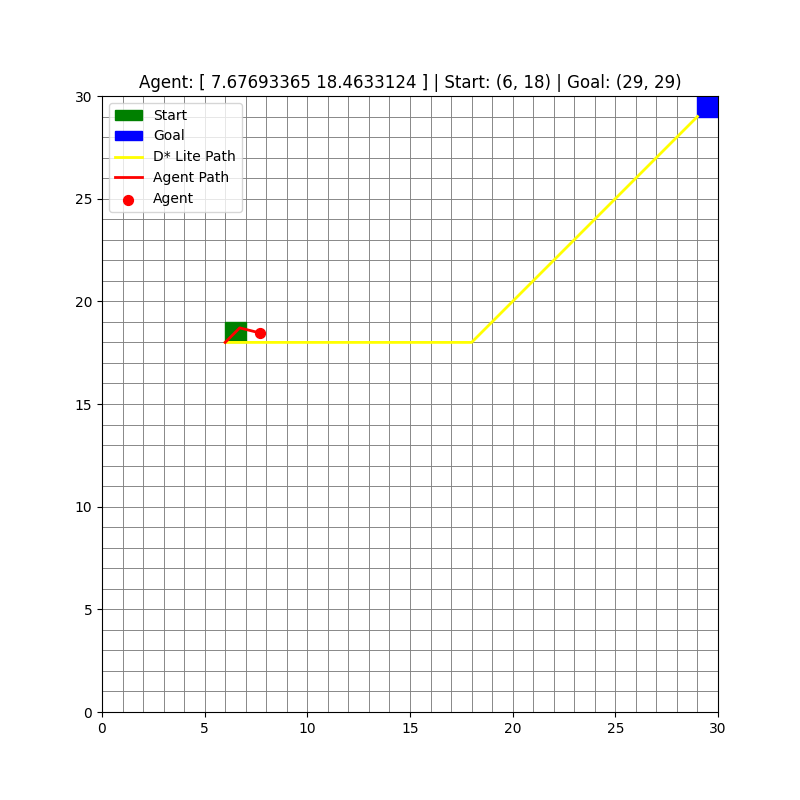 Agent: [ 7.67693365 18.4633124 ] | Start: (6, 18) | Goal: (29, 29)
Start
Goal
D* Lite Path
Agent Path
Agent
30
25
20
15
10
5
0
0 5 10 15 20 25 30